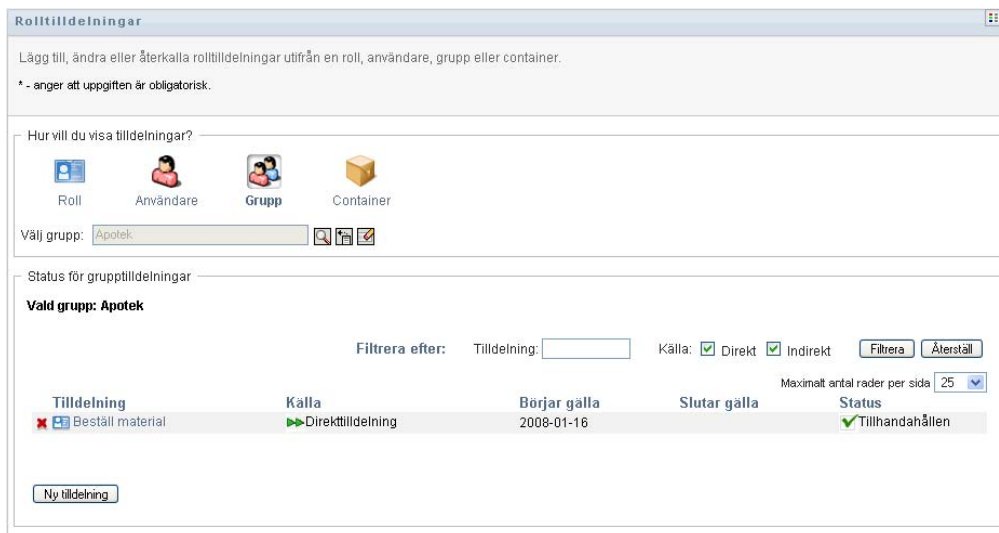 Rolltilldelningar
Lägg till, ändra eller återkalla rolltilldelningar utifrån en roll, användare, grupp eller container.
* - anger att uppgiften är obligatorisk.
Hur vill du visa tilldelningar?
Roll Användare Grupp Container
Välj grupp: Apotek
Status för grupptilldelningar
Vald grupp: Apotek
Filtrera efter: Tilldelning: Källa: Direkt Indirekt Filtrera Återställ
Maximalt antal rader per sida 25
Tilldelning Källa Börjar gälla Slutar gälla Status
Beställ material Direkttilldelning 2008-01-16 Tillhandahållen
Ny tilldelning